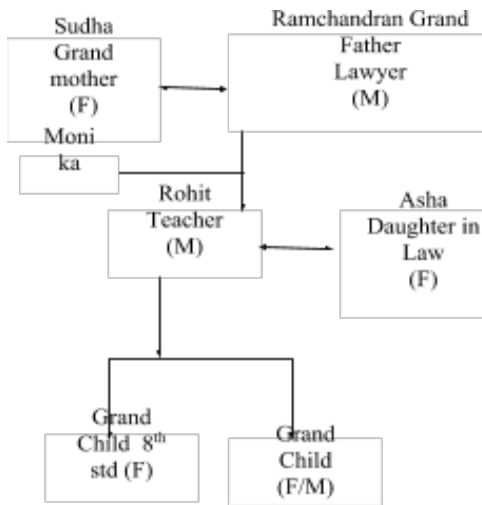 Sudha
Grand
mother
(F)
Ramchandran Grand
Father
Lawyer
(M)
Moni
ka
Rohit
Teacher
(M)
Asha
Daughter in
Law
(F)
Grand
Child 8th
std (F)
Grand
Child
(F/M)